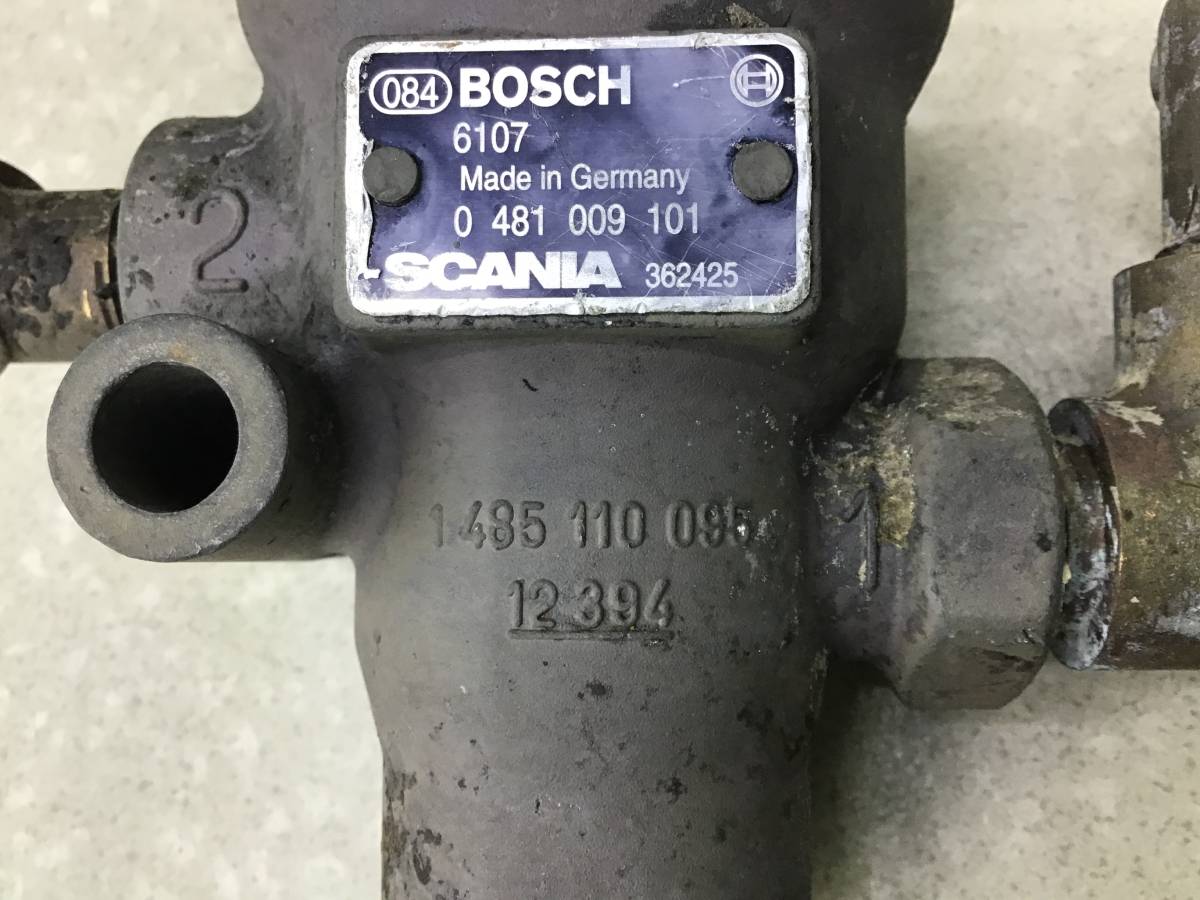 084 BOSCH
6107
Made in Germany
0 481 009 101
SCANIA 362425
2
1 485 110 095
1
12 394